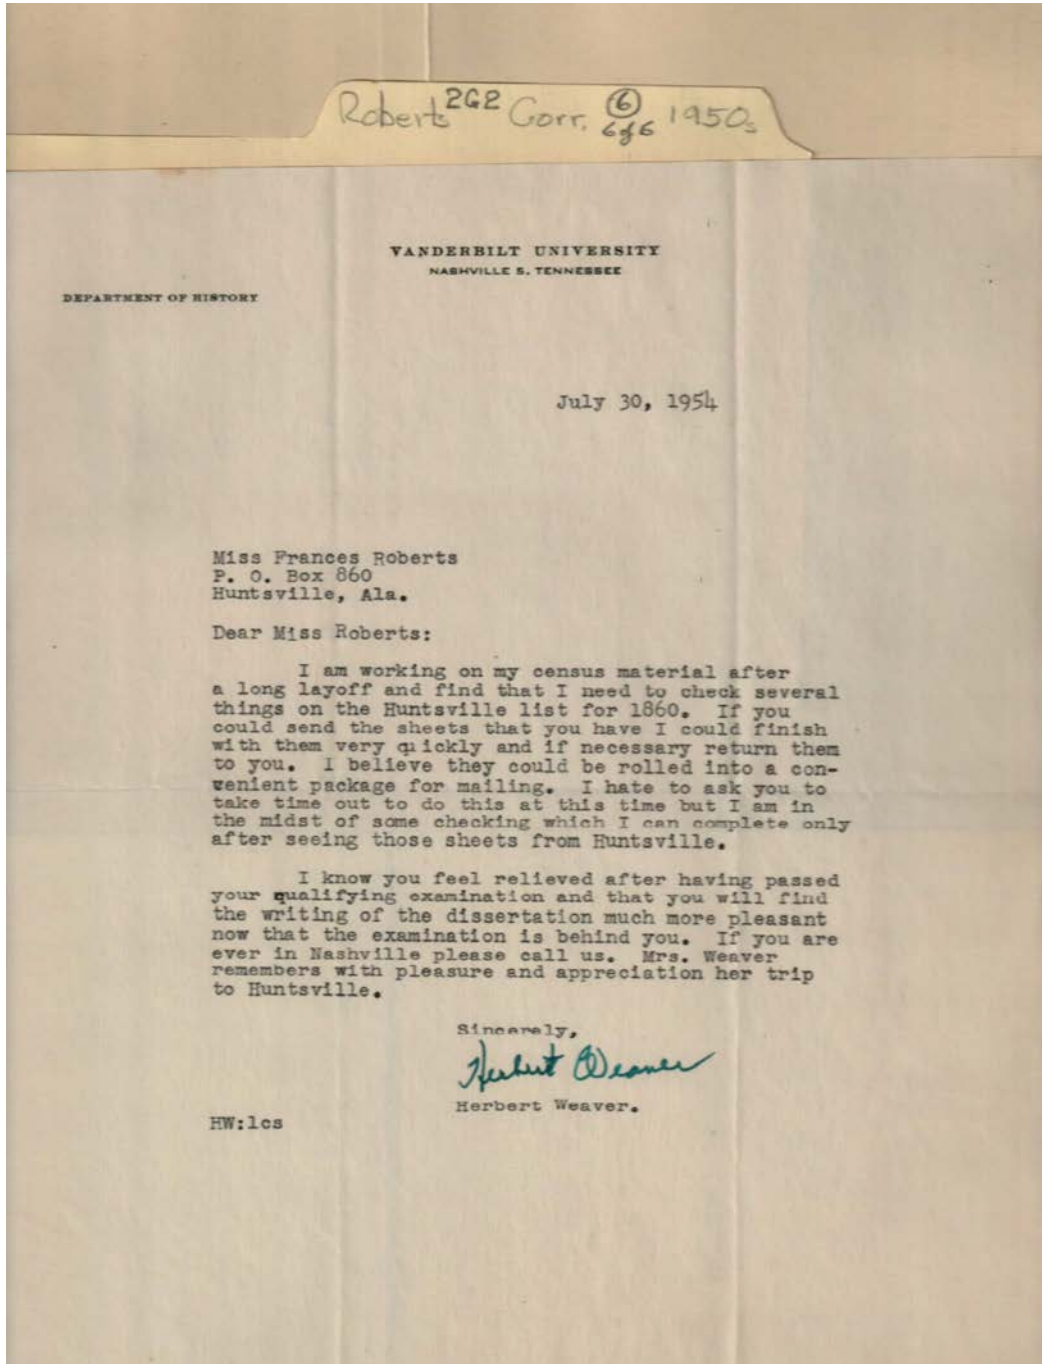 Roberts 2G2 Corr. 6 1950s
6 of 6
VANDERBILT UNIVERSITY
NASHVILLE 5, TENNESSEE
DEPARTMENT OF HISTORY
July 30, 1954
Miss Frances Roberts
P. O. Box 860
Huntsville, Ala.
Dear Miss Roberts:
I am working on my census material after
a long layoff and find that I need to check several
things on the Huntsville list for 1860. If you
could send the sheets that you have I could finish
with them very quickly and if necessary return them
to you. I believe they could be rolled into a con-
venient package for mailing. I hate to ask you to
take time out to do this at this time but I am in
the midst of some checking which I can complete only
after seeing those sheets from Huntsville.
I know you feel relieved after having passed
your qualifying examination and that you will find
the writing of the dissertation much more pleasant
now that the examination is behind you. If you are
ever in Nashville please call us. Mrs. Weaver
remembers with pleasure and appreciation her trip
to Huntsville.
Sincerely,
Herbert Weaver
Herbert Weaver.
HW:lcs